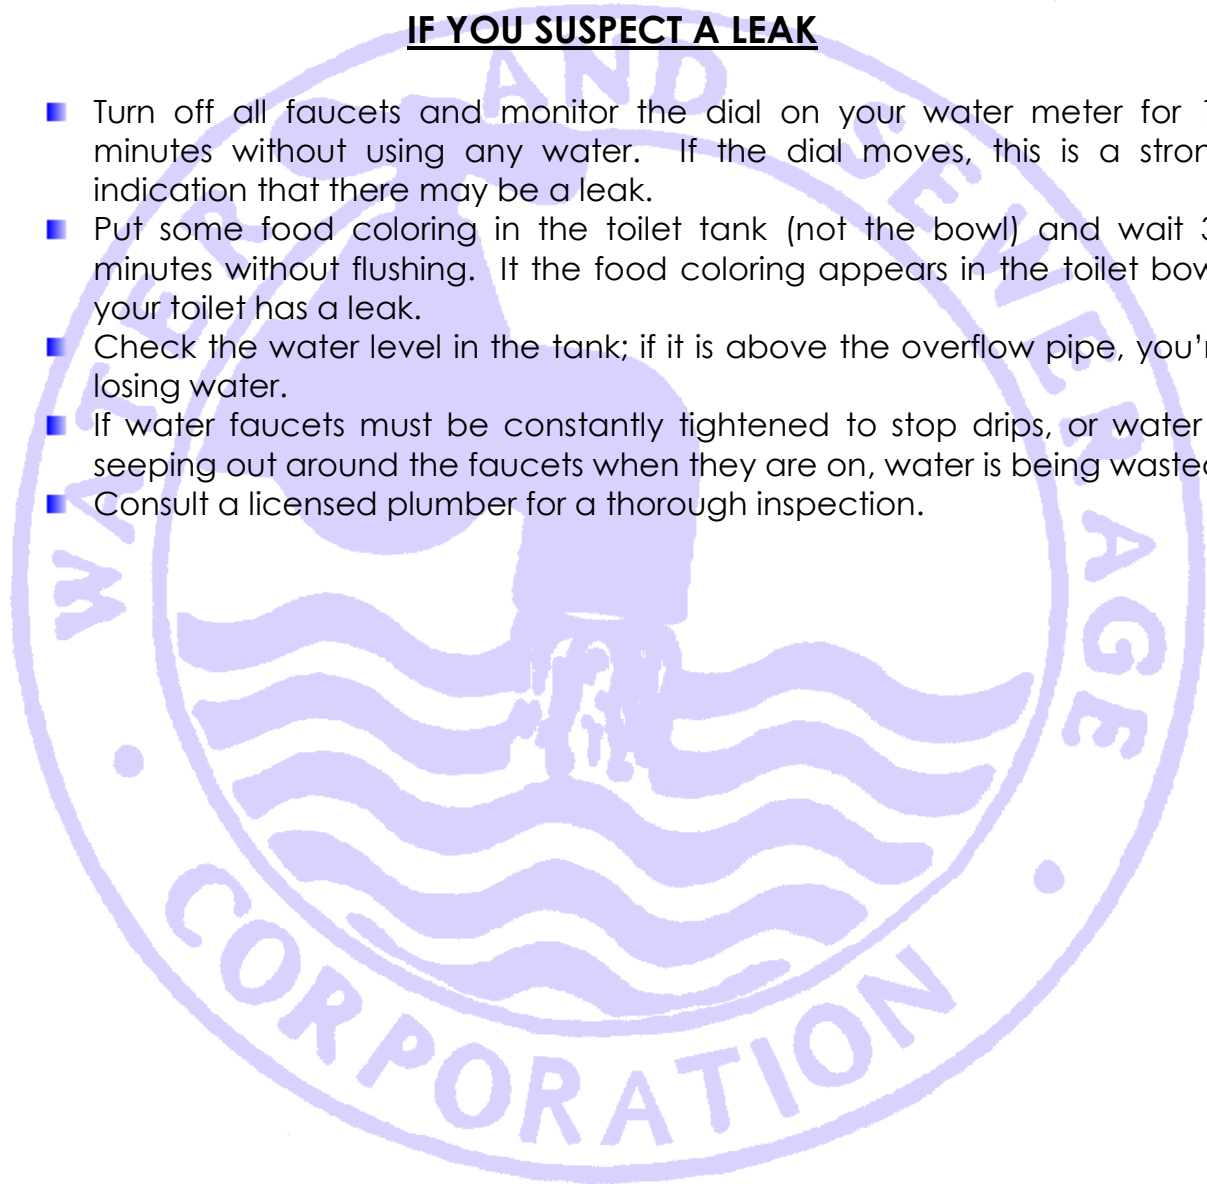 IF YOU SUSPECT A LEAK
Turn off all faucets and monitor the dial on your water meter for
minutes without using any water. If the dial moves, this is a stron
indication that there may be a leak.
Put some food coloring in the toilet tank (not the bowl) and wait 3
minutes without flushing. It the food coloring appears in the toilet bow
your toilet has a leak.
Check the water level in the tank; if it is above the overflow pipe, you'r
losing water.
If water faucets must be constantly tightened to stop drips, or water
seeping out around the faucets when they are on, water is being wasted
Consult a licensed plumber for a thorough inspection.
WATER AND SEWERAGE
CORPORATION